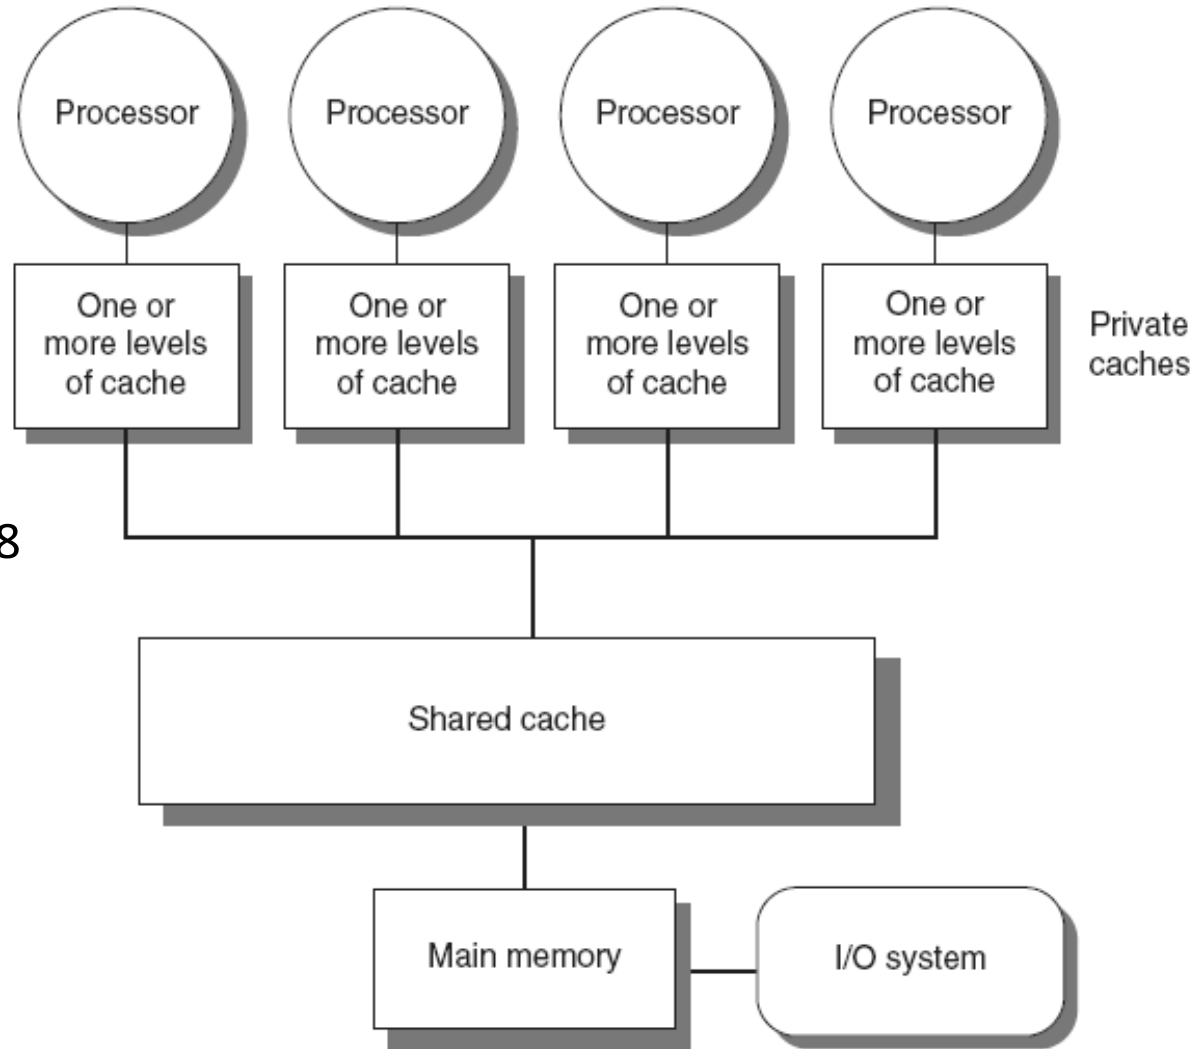 Processor
Processor
Processor
Processor
One or
more levels
of cache
One or
more levels
of cache
One or
more levels
of cache
One or
more levels
of cache
Private
caches
8
Shared cache
Main memory
I/O system